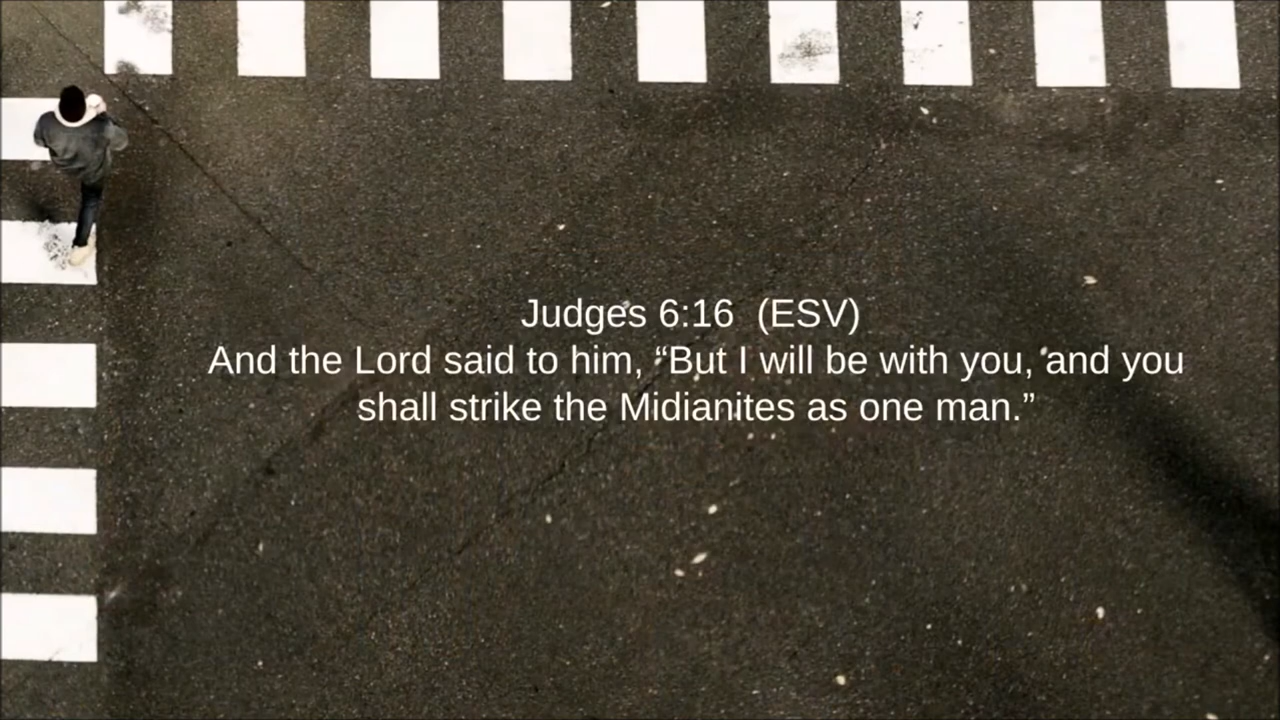 Judges 6:16  (ESV)
And the Lord said to him, “But I will be with you, and you
shall strike the Midianites as one man.”